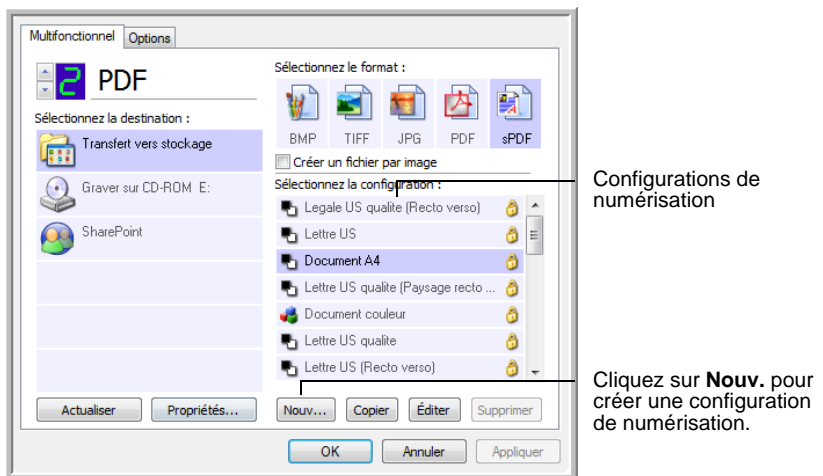 Multifonctionnel Options
2 PDF
Sélectionnez la destination :
Transfert vers stockage
Graver sur CD-ROM E:
SharePoint
Actualiser Propriétés...
Sélectionnez le format :
BMP TIFF JPG PDF sPDF
Créer un fichier par image
Sélectionnez la configuration :
Legale US qualite (Recto verso)
Lettre US
Document A4
Lettre US qualite (Paysage recto ...
Document couleur
Lettre US qualite
Lettre US (Recto verso)
Nouv... Copier Éditer Supprimer
OK Annuler Appliquer
Configurations de
numérisation
Cliquez sur Nouv. pour
créer une configuration
de numérisation.